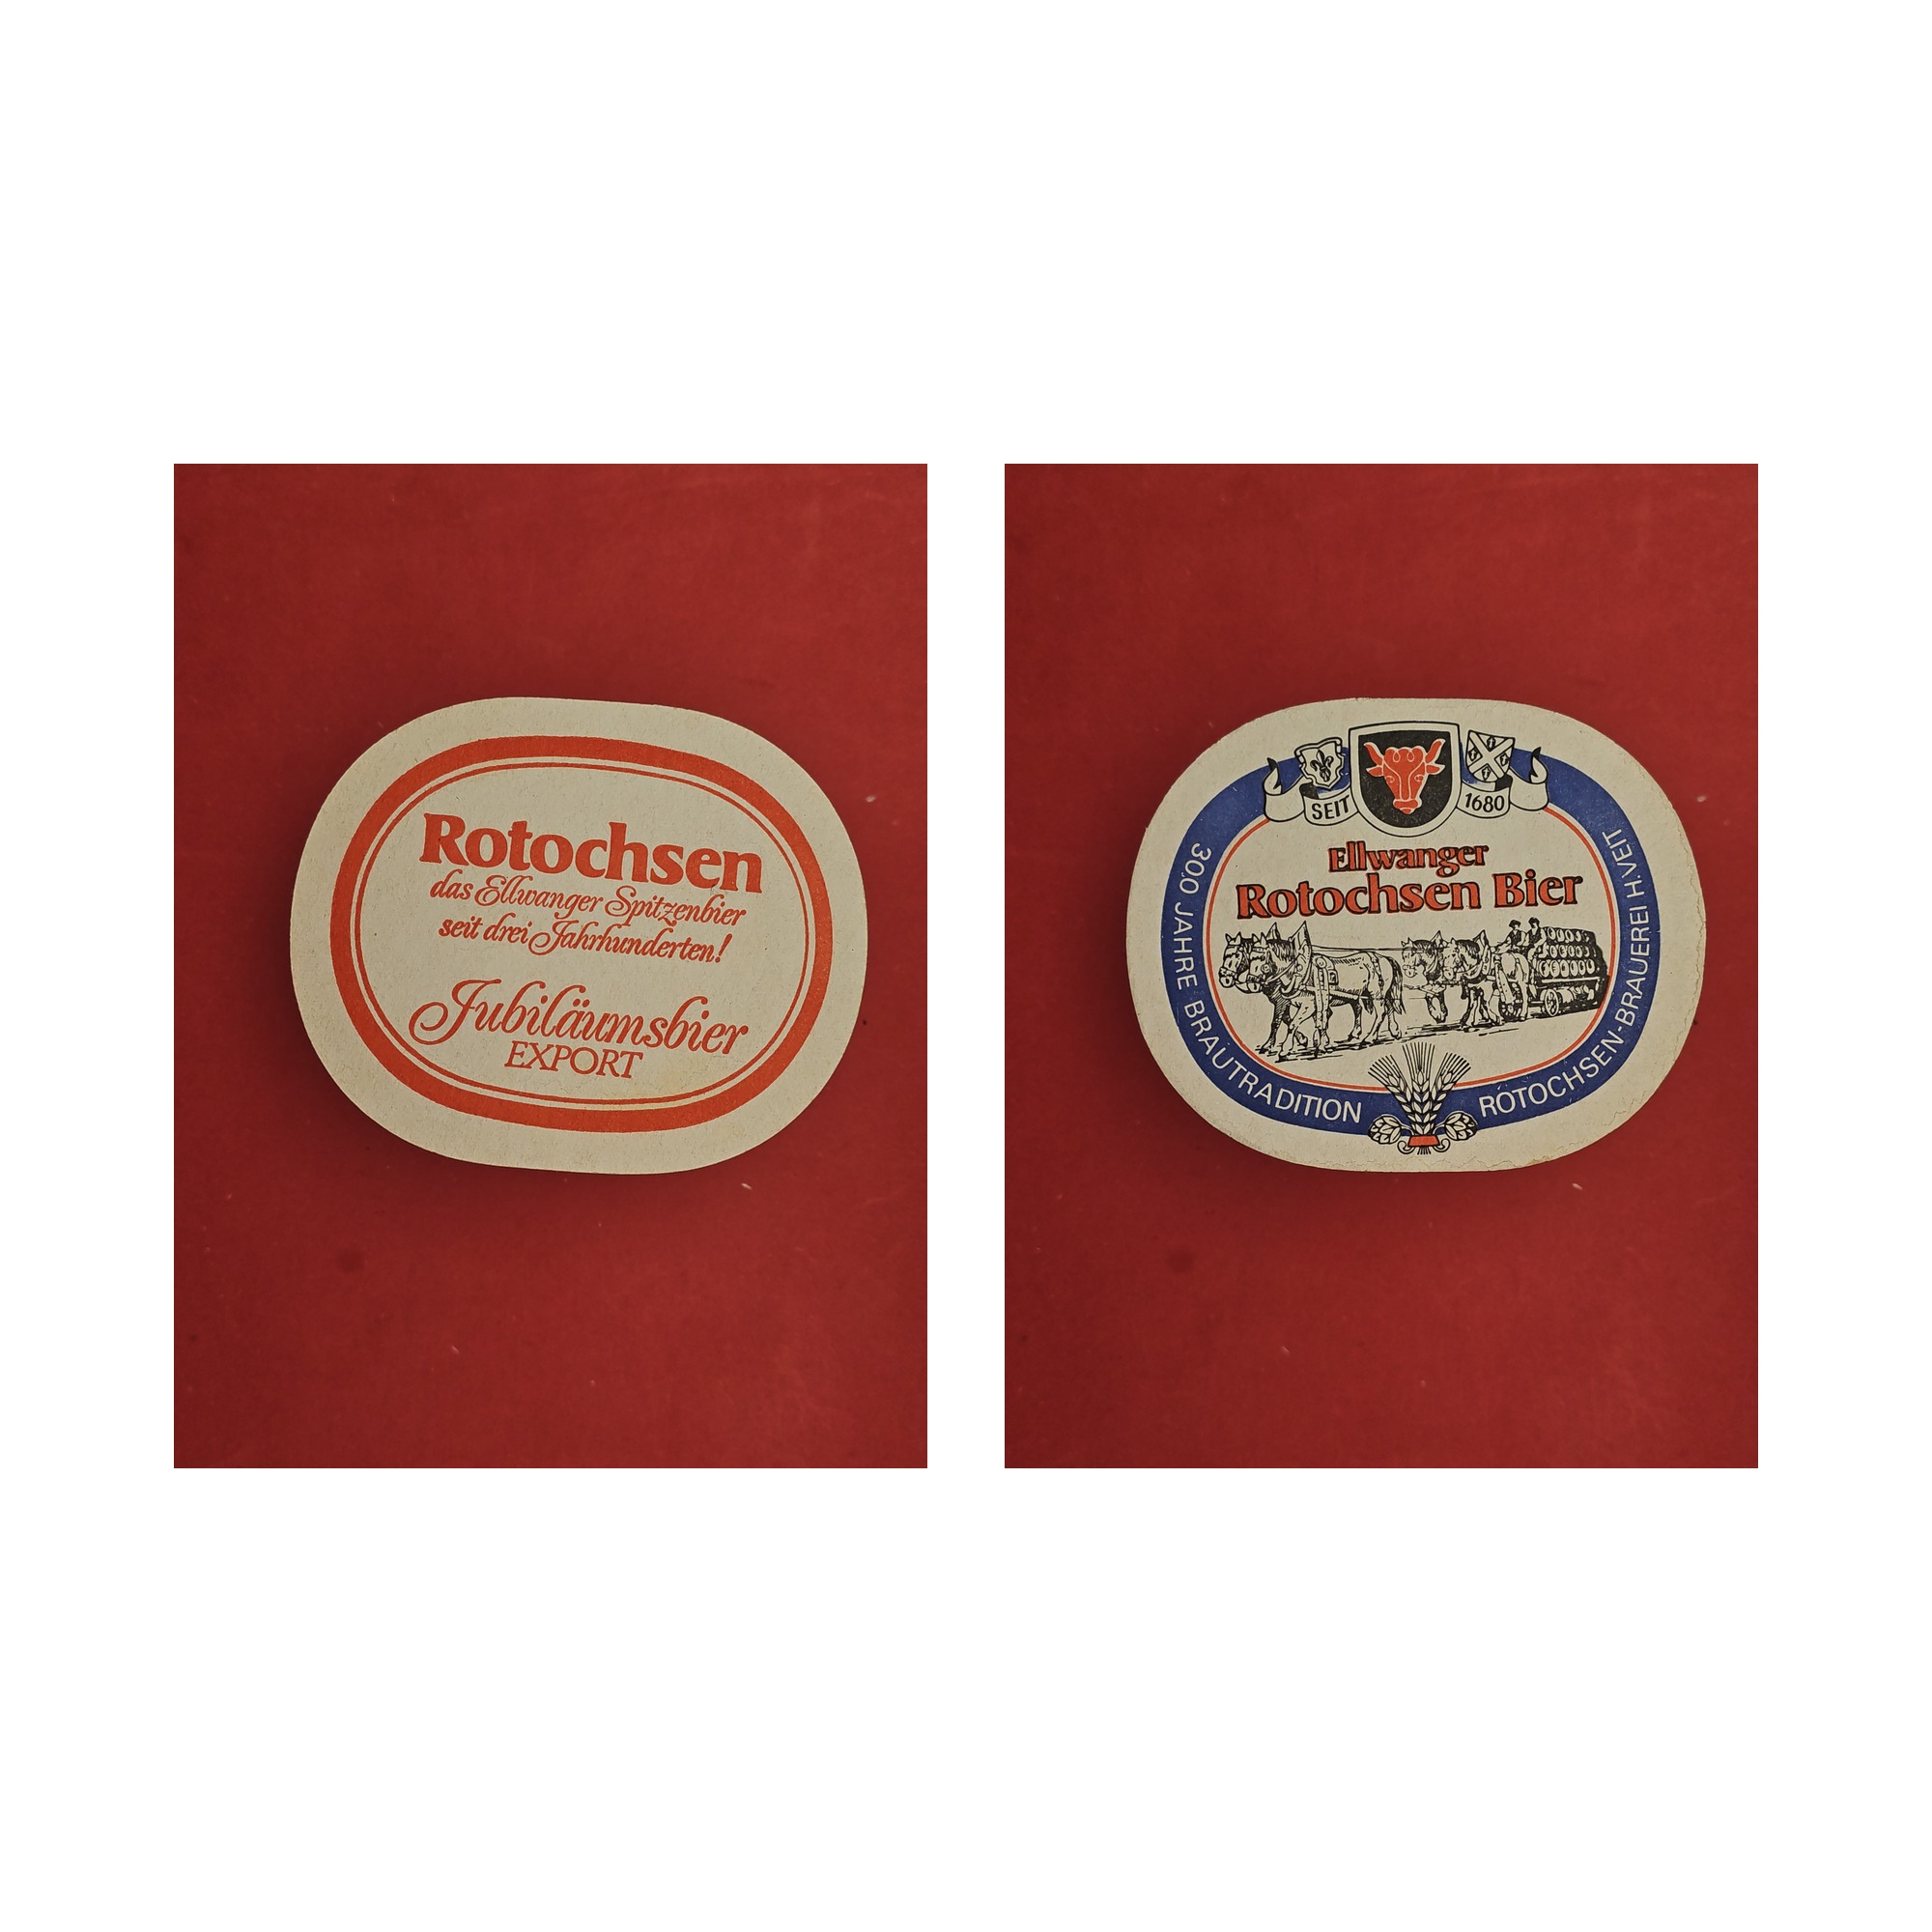 Rotochsen
das Ellwanger Spitzenbier
seit drei Jahrhunderten!
Jubiläumsbier
EXPORT
SEIT 1680
Ellwanger
Rotochsen Bier
300 JAHRE BRAUTRADITION
ROTOCHSEN-BRAUEREI H.VEIT